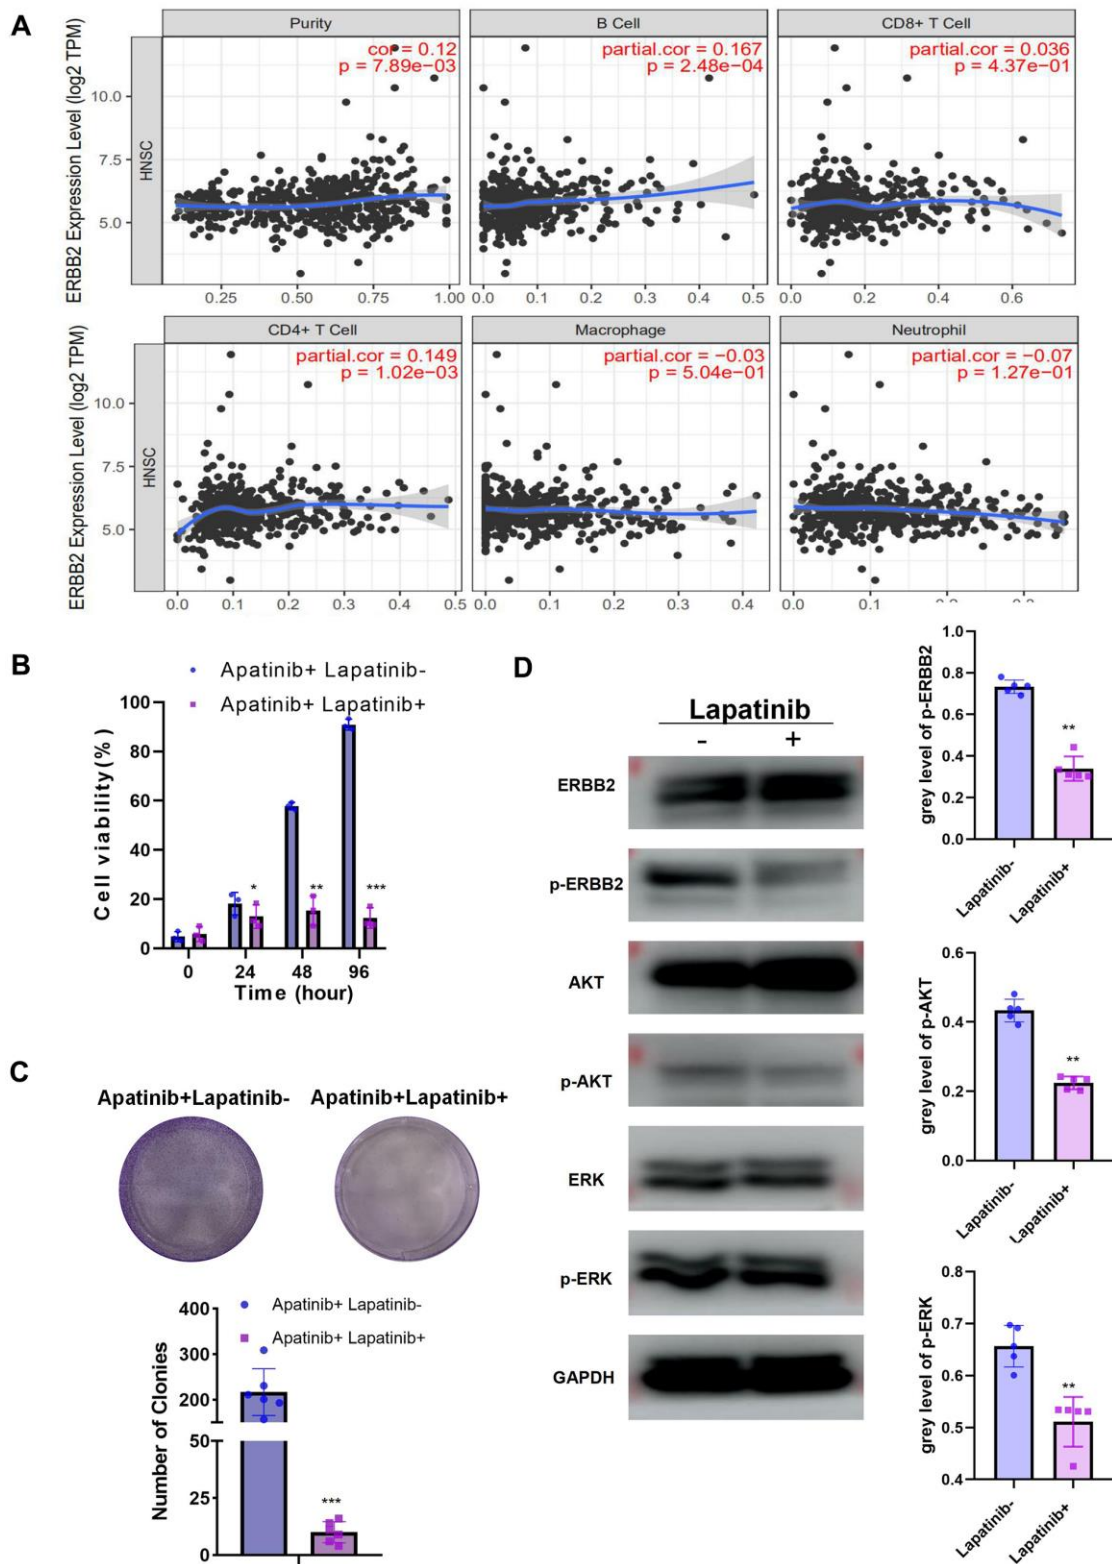 A
Purity
B Cell
CD8+ T Cell
ERBB2 Expression Level (log2 TPM)
HNSC
cor = 0.12
p = 7.89e−03
partial.cor = 0.167
p = 2.48e−04
partial.cor = 0.036
p = 4.37e−01
10.0
7.5
5.0
0.25 0.50 0.75 1.00
0.0 0.1 0.2 0.3 0.4 0.5
0.0 0.2 0.4 0.6
CD4+ T Cell
Macrophage
Neutrophil
ERBB2 Expression Level (log2 TPM)
HNSC
partial.cor = 0.149
p = 1.02e−03
partial.cor = −0.03
p = 5.04e−01
partial.cor = −0.07
p = 1.27e−01
10.0
7.5
5.0
0.0 0.1 0.2 0.3 0.4 0.5
0.0 0.1 0.2 0.3 0.4
0.0 0.1 0.2
B
Apatinib+ Lapatinib-
Apatinib+ Lapatinib+
Cell viability(%)
100
80
60
40
20
0
*
**
***
0 24 48 96
Time (hour)
C
Apatinib+Lapatinib-
Apatinib+Lapatinib+
Apatinib+ Lapatinib-
Apatinib+ Lapatinib+
Number of Clonies
400
300
200
50
25
0
***
D
Lapatinib
- +
ERBB2
p-ERBB2
AKT
p-AKT
ERK
p-ERK
GAPDH
grey level of p-ERBB2
1.0
0.8
0.6
0.4
0.2
0.0
**
Lapatinib-
Lapatinib+
grey level of p-AKT
0.6
0.4
0.2
0.0
**
Lapatinib-
Lapatinib+
grey level of p-ERK
0.8
0.7
0.6
0.5
0.4
**
Lapatinib-
Lapatinib+